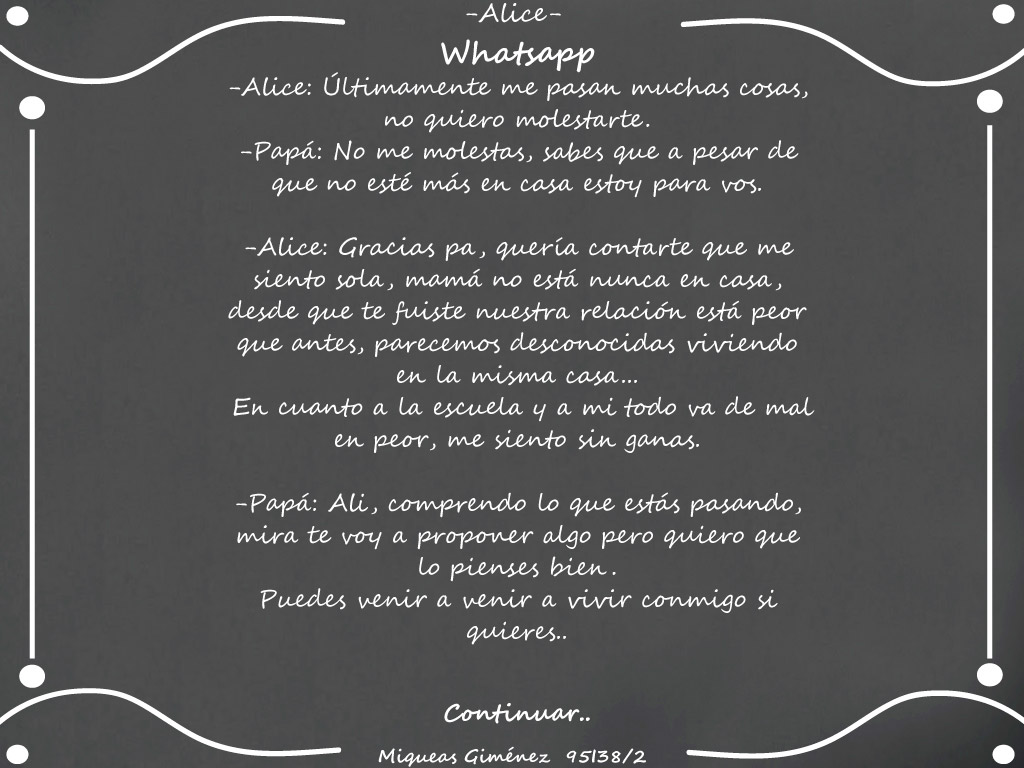 -Alice-
Whatsapp
-Alice: Últimamente me pasan muchas cosas,
no quiero molestarte.
-Papá: No me molestas, sabes que a pesar de
que no esté más en casa estoy para vos.
-Alice: Gracias pa, quería contarte que me
siento sola, mamá no está nunca en casa,
desde que te fuiste nuestra relación está peor
que antes, parecemos desconocidas viviendo
en la misma casa...
En cuanto a la escuela y a mi todo va de mal
en peor, me siento sin ganas.
-Papá: Ali, comprendo lo que estás pasando,
mira te voy a proponer algo pero quiero que
lo pienses bien.
Puedes venir a venir a vivir conmigo si
quieres..
Continuar..
Miqueas Giménez 95138/2